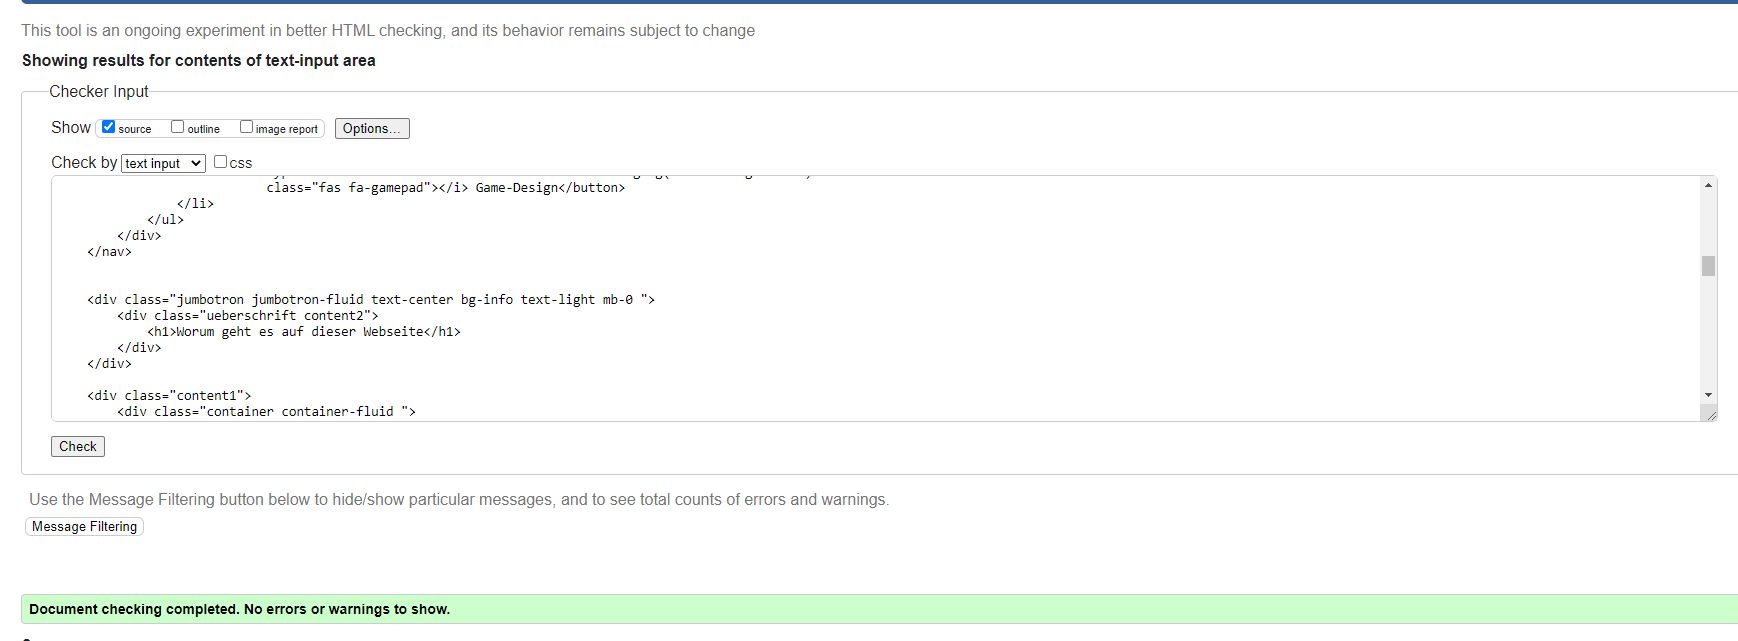 This tool is an ongoing experiment in better HTML checking, and its behavior remains subject to change
Showing results for contents of text-input area
Checker Input
Show source outline image report Options...
Check by text input css
class="fas fa-gamepad"></i> Game-Design</button>
</li>
</ul>
</div>
</nav>
<div class="jumbotron jumbotron-fluid text-center bg-info text-light mb-0 ">
<div class="ueberschrift content2">
<h1>Worum geht es auf dieser Webseite</h1>
</div>
</div>
<div class="content1">
<div class="container container-fluid ">
Check
Use the Message Filtering button below to hide/show particular messages, and to see total counts of errors and warnings.
Message Filtering
Document checking completed. No errors or warnings to show.